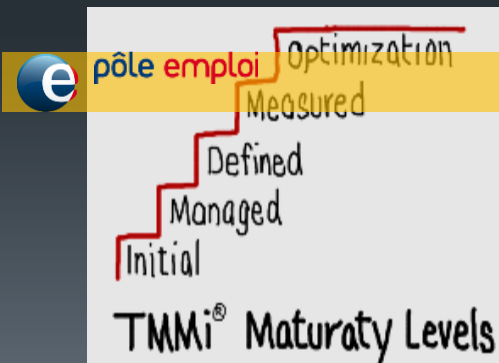 Optimization
pôle emploi
Measured
Defined
Managed
Initial
TMMi® Maturaty Levels